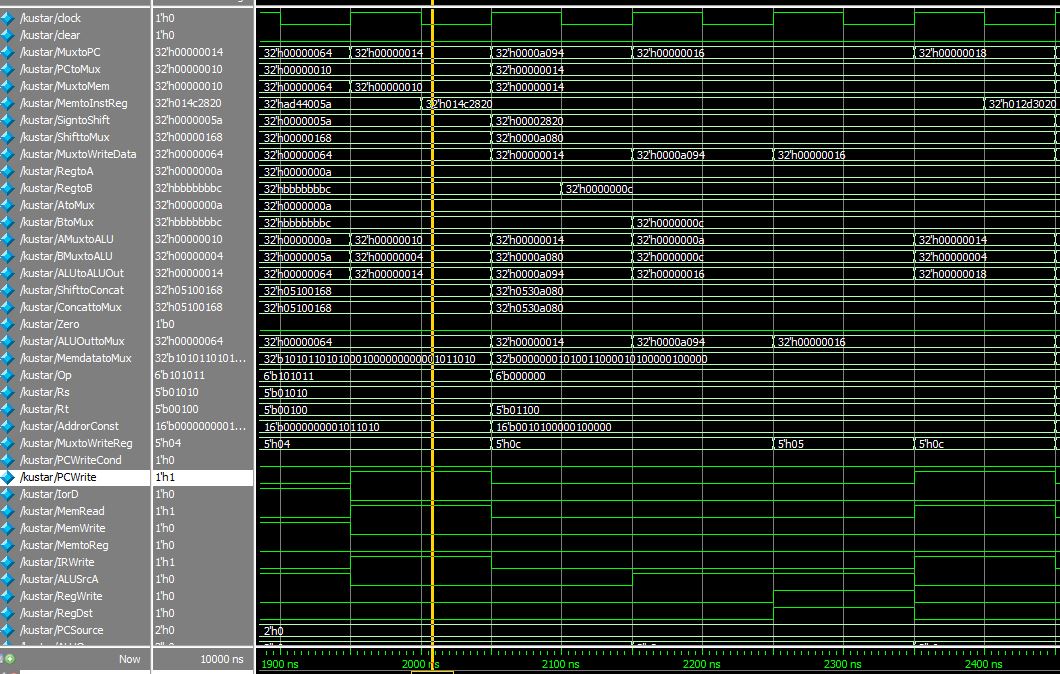 /kustar/clock 1'h0
/kustar/clear 1'h0
/kustar/MuxtoPC 32'h00000014 32'h00000064 32'h00000014 32'h0000a094 32'h00000016 32'h00000018
/kustar/PCtoMux 32'h00000010 32'h00000010 32'h00000014
/kustar/MuxtoMem 32'h00000010 32'h00000064 32'h00000010 32'h00000014
/kustar/MemtoInstReg 32'h014c2820 32'had44005a 32'h014c2820 32'h012d3020
/kustar/SigntoShift 32'h0000005a 32'h0000005a 32'h00002820
/kustar/ShifttoMux 32'h00000168 32'h00000168 32'h0000a080
/kustar/MuxtoWriteData 32'h00000064 32'h00000064 32'h00000014 32'h0000a094 32'h00000016
/kustar/RegtoA 32'h0000000a 32'h0000000a
/kustar/RegtoB 32'hbbbbbbbc 32'hbbbbbbbc 32'h0000000c
/kustar/AtoMux 32'h0000000a 32'h0000000a
/kustar/BtoMux 32'hbbbbbbbc 32'hbbbbbbbc 32'h0000000c
/kustar/AMuxtoALU 32'h00000010 32'h0000000a 32'h00000010 32'h00000014 32'h0000000a 32'h00000014
/kustar/BMuxtoALU 32'h00000004 32'h0000005a 32'h00000004 32'h0000a080 32'h0000000c 32'h00000004
/kustar/ALUtoALUOut 32'h00000014 32'h00000064 32'h00000014 32'h0000a094 32'h00000016 32'h00000018
/kustar/ShifttoConcat 32'h05100168 32'h05100168 32'h0530a080
/kustar/ConcattoMux 32'h05100168 32'h05100168 32'h0530a080
/kustar/Zero 1'b0
/kustar/ALUOuttoMux 32'h00000064 32'h00000064 32'h00000014 32'h0000a094 32'h00000016
/kustar/MemdatatoMux 32'b1010110101... 32'b10101101010001000000000001011010 32'b00000001010011000010100000100000
/kustar/Op 6'b101011 6'b101011 6'b000000
/kustar/Rs 5'b01010 5'b01010
/kustar/Rt 5'b00100 5'b00100 5'b01100
/kustar/AddrorConst 16'b0000000001... 16'b0000000001011010 16'b0010100000100000
/kustar/MuxtoWriteReg 5'h04 5'h04 5'h0c 5'h05 5'h0c
/kustar/PCWriteCond 1'h0
/kustar/PCWrite 1'h1
/kustar/IorD 1'h0
/kustar/MemRead 1'h1
/kustar/MemWrite 1'h0
/kustar/MemtoReg 1'h0
/kustar/IRWrite 1'h1
/kustar/ALUSrcA 1'h0
/kustar/RegWrite 1'h0
/kustar/RegDst 1'h0
/kustar/PCSource 2'h0 2'h0
Now 10000 ns 1900 ns 2000 ns 2100 ns 2200 ns 2300 ns 2400 ns